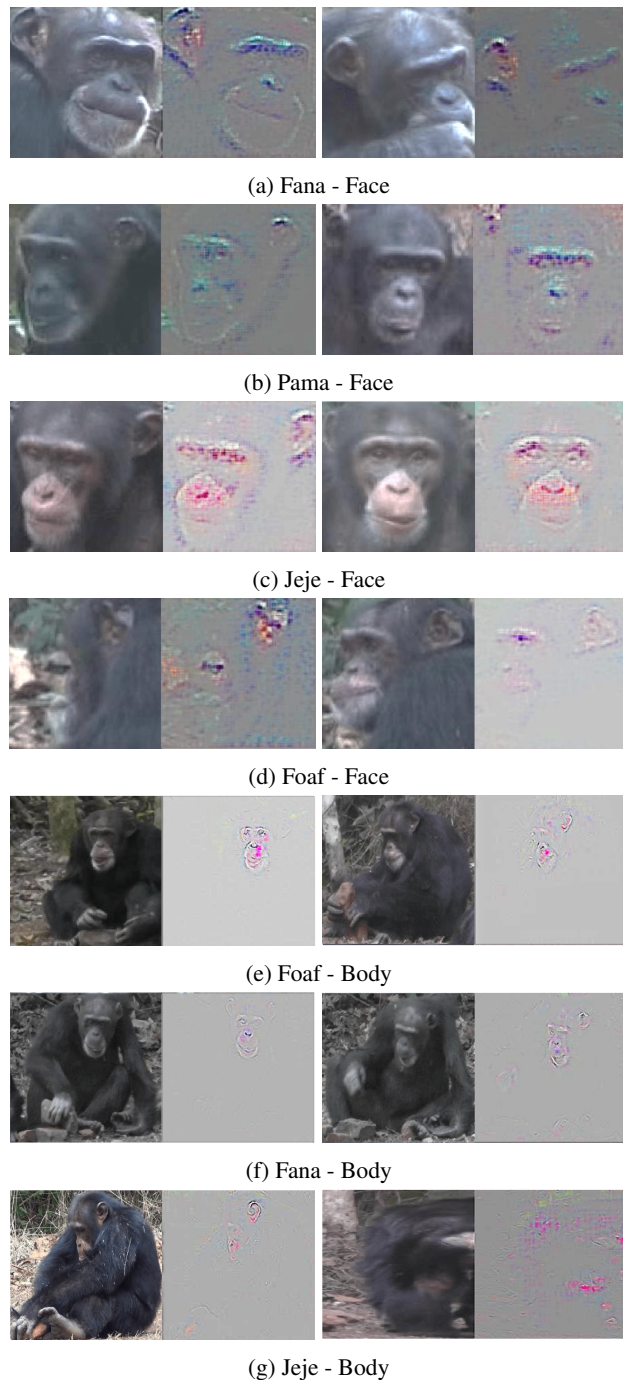 (a) Fana - Face
(b) Pama - Face
(c) Jeje - Face
(d) Foaf - Face
(e) Foaf - Body
(f) Fana - Body
(g) Jeje - Body